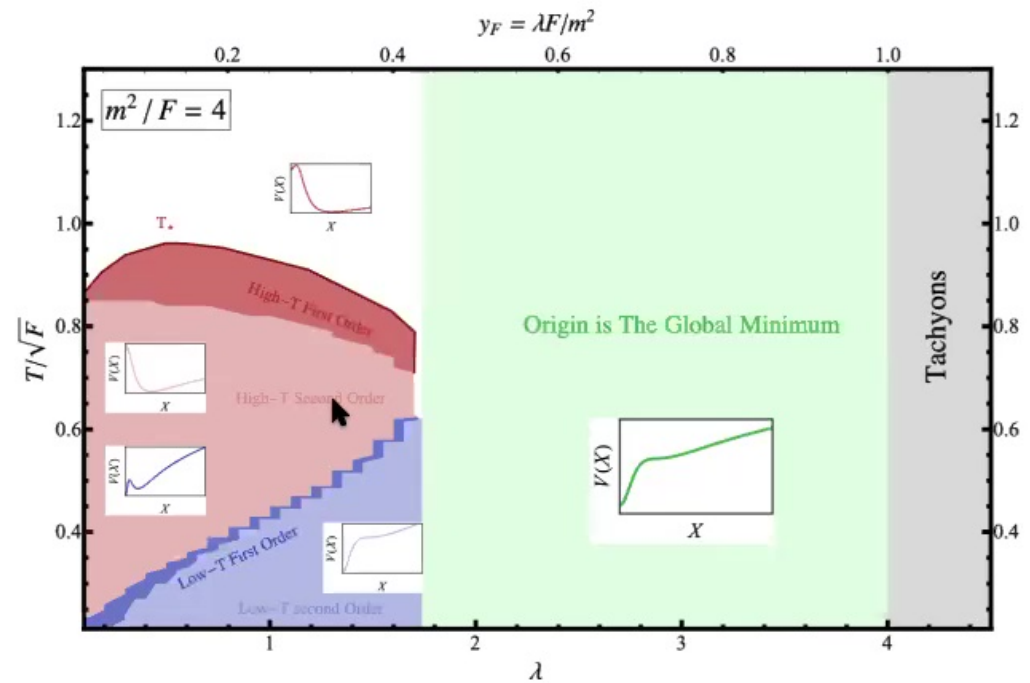 y_F = λF/m²
0.2 0.4 0.6 0.8 1.0
m² / F = 4
1.2 1.2
V(X)
X
1.0 T* 1.0
High–T First Order
0.8 Origin is The Global Minimum 0.8
Tachyons
T/√F
V(X)
X
High–T Second Order
0.6 0.6
V(X)
X
V(X)
X
0.4 0.4
Low–T First Order
V(X)
X
Low–T second Order
1 2 3 4
λ